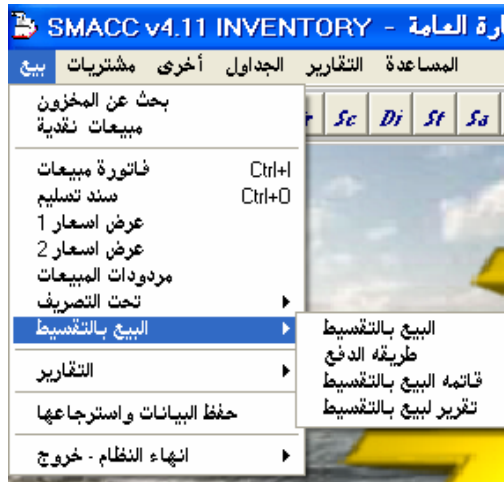 SMACC v4.11 INVENTORY - ارة العامة
بيع مشتريات أخرى الجداول التقارير المساعدة
Sc Di St Sa
بحث عن المخزون
مبيعات نقدية
فاتورة مبيعات Ctrl+I
سند تسليم Ctrl+O
عرض اسعار 1
عرض اسعار 2
مردودات المبيعات
تحت التصريف
البيع بالتقسيط
التقارير
حفظ البيانات واسترجاعها
انهاء النظام - خروج
البيع بالتقسيط
طريقه الدفع
قائمه البيع بالتقسيط
تقرير لبيع بالتقسيط